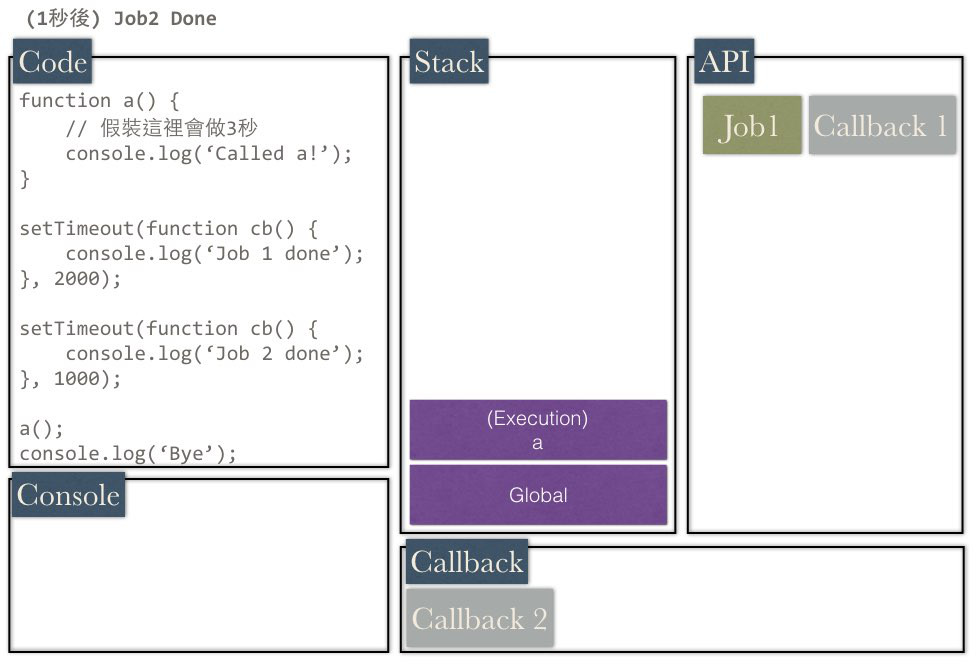 (1秒後) Job2 Done
Code
function a() {
    // 假裝這裡會做3秒
    console.log(‘Called a!’);
}
setTimeout(function cb() {
    console.log(‘Job 1 done’);
}, 2000);
setTimeout(function cb() {
    console.log(‘Job 2 done’);
}, 1000);
a();
console.log(‘Bye’);
Console
Stack
(Execution)
a
Global
API
Job1
Callback 1
Callback
Callback 2